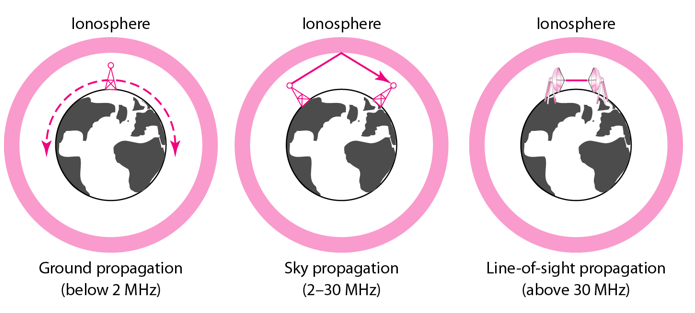 Ionosphere
Ionosphere
Ionosphere
Ground propagation
(below 2 MHz)
Sky propagation
(2–30 MHz)
Line-of-sight propagation
(above 30 MHz)